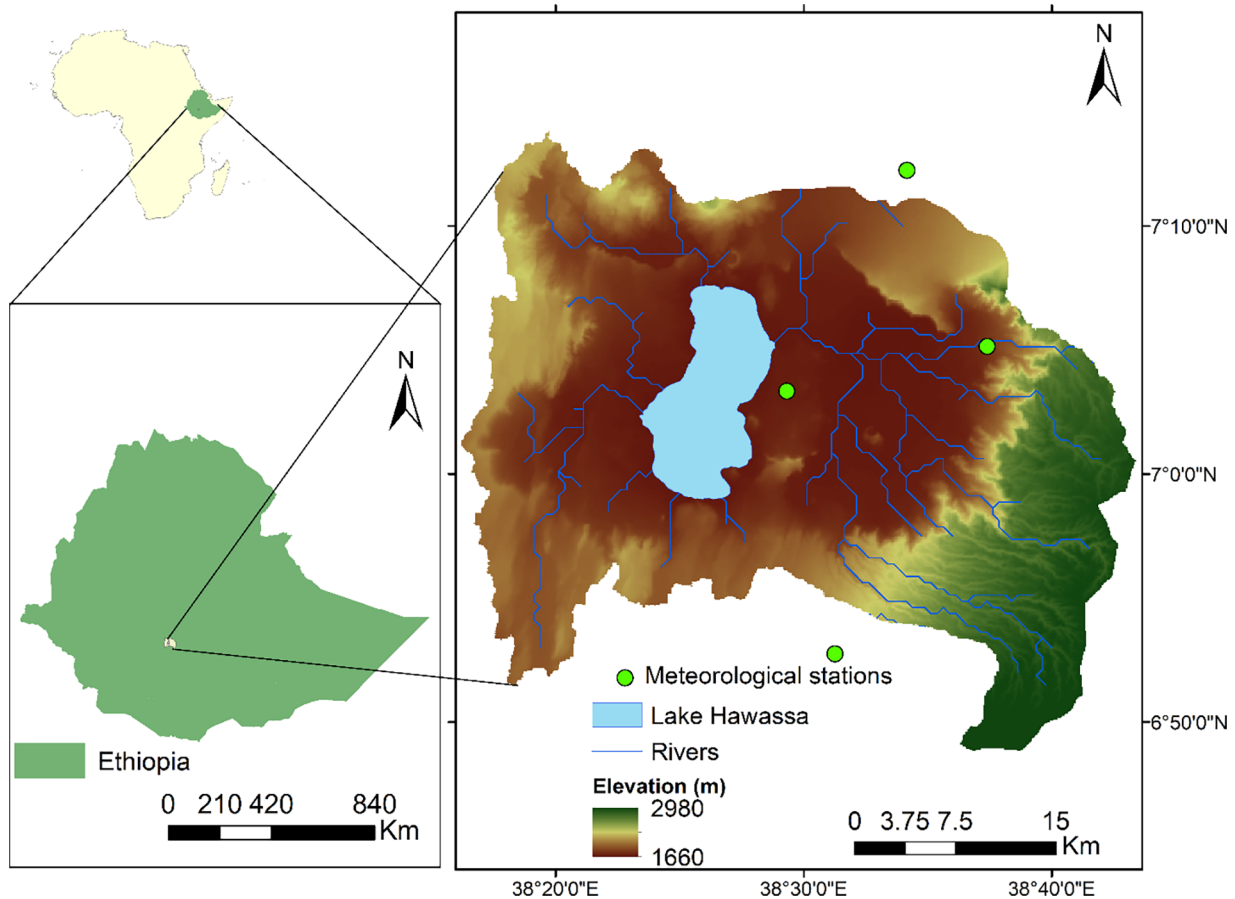 N
7°10'0"N
N
7°0'0"N
Meteorological stations
Lake Hawassa
6°50'0"N
Rivers
Ethiopia
Elevation (m)
2980
1660
0 210 420 840
Km
0 3.75 7.5 15
Km
38°20'0"E 38°30'0"E 38°40'0"E